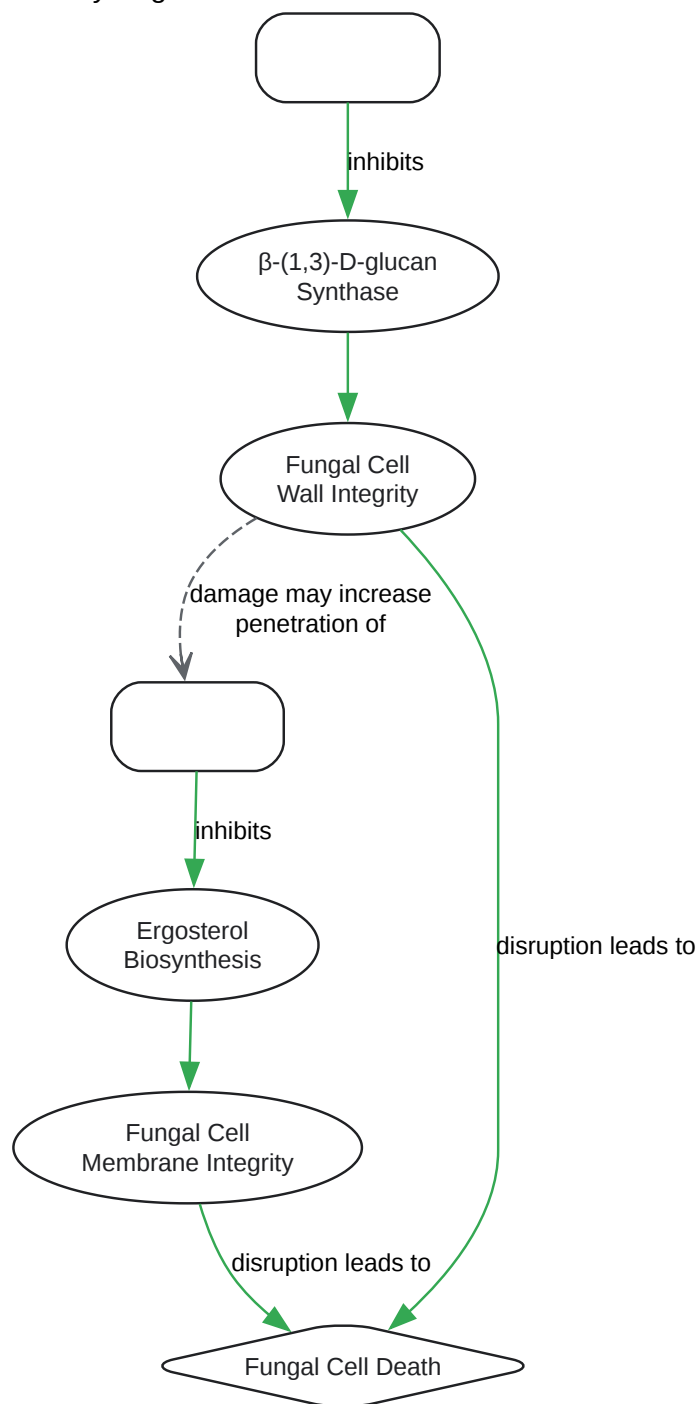 inhibits
β-(1,3)-D-glucan
Synthase
Fungal Cell
Wall Integrity
damage may increase
penetration of
inhibits
Ergosterol
Biosynthesis
disruption leads to
Fungal Cell
Membrane Integrity
disruption leads to
Fungal Cell Death